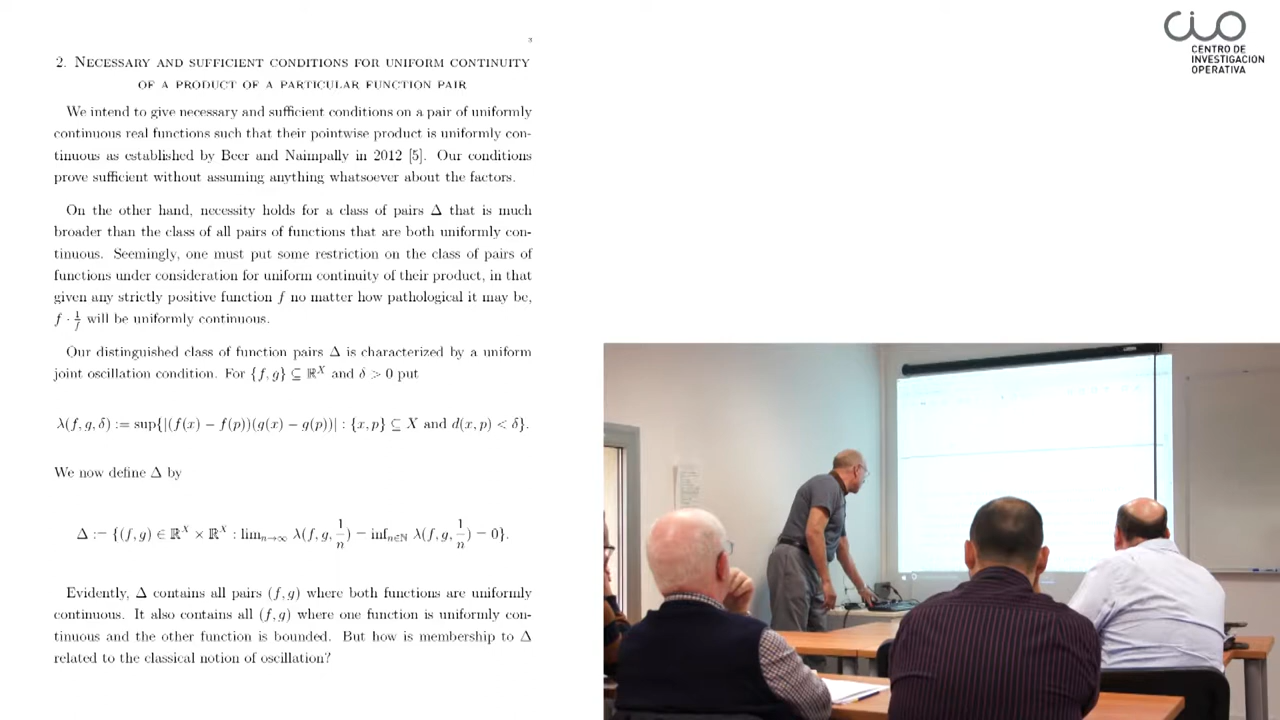 3
2. Necessary and sufficient conditions for uniform continuity
of a product of a particular function pair
We intend to give necessary and sufficient conditions on a pair of uniformly
continuous real functions such that their pointwise product is uniformly con-
tinuous as established by Beer and Naimpally in 2012 [5]. Our conditions
prove sufficient without assuming anything whatsoever about the factors.
On the other hand, necessity holds for a class of pairs Δ that is much
broader than the class of all pairs of functions that are both uniformly con-
tinuous. Seemingly, one must put some restriction on the class of pairs of
functions under consideration for uniform continuity of their product, in that
given any strictly positive function f no matter how pathological it may be,
f · 1/f will be uniformly continuous.
Our distinguished class of function pairs Δ is characterized by a uniform
joint oscillation condition. For {f, g} ⊆ ℝ^X and δ > 0 put
λ(f, g, δ) := sup{|(f(x) − f(p))(g(x) − g(p))| : {x, p} ⊆ X and d(x, p) < δ}.
We now define Δ by
Δ := {(f, g) ∈ ℝ^X × ℝ^X : lim_{n→∞} λ(f, g, 1/n) = inf_{n∈ℕ} λ(f, g, 1/n) = 0}.
Evidently, Δ contains all pairs (f, g) where both functions are uniformly
continuous. It also contains all (f, g) where one function is uniformly con-
tinuous and the other function is bounded. But how is membership to Δ
related to the classical notion of oscillation?
cio
CENTRO DE
INVESTIGACION
OPERATIVA